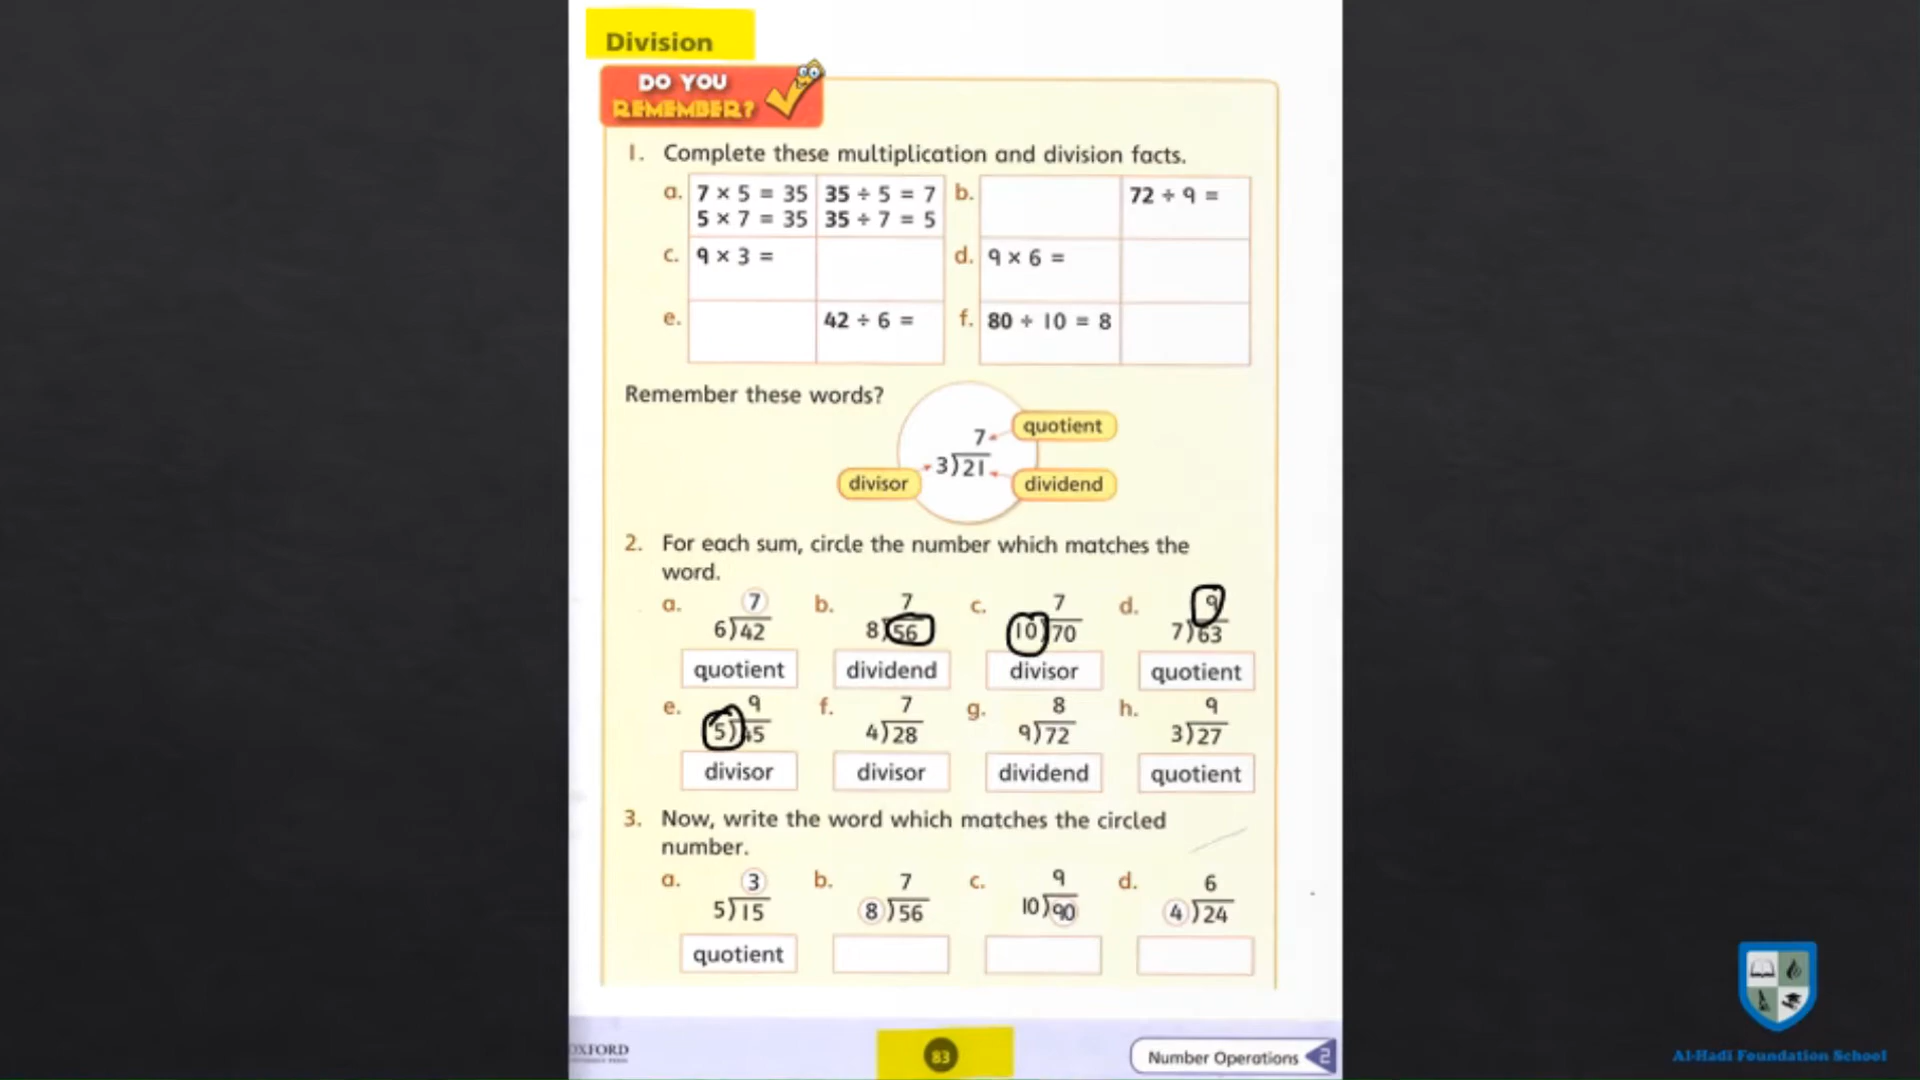 Division
DO YOU
REMEMBER?
1. Complete these multiplication and division facts.
a. 7 × 5 = 35 35 ÷ 5 = 7 b. 72 ÷ 9 =
5 × 7 = 35 35 ÷ 7 = 5
c. 9 × 3 = d. 9 × 6 =
e. 42 ÷ 6 = f. 80 ÷ 10 = 8
Remember these words?
7 quotient
3)21
divisor dividend
2. For each sum, circle the number which matches the
word.
a. 7 b. 7 c. 7 d. 9
6)42 8)56 10)70 7)63
quotient dividend divisor quotient
e. 9 f. 7 g. 8 h. 9
5)45 4)28 9)72 3)27
divisor divisor dividend quotient
3. Now, write the word which matches the circled
number.
a. 3 b. 7 c. 9 d. 6
5)15 8)56 10)90 4)24
quotient
OXFORD
83
Number Operations 2
Al-Hadi Foundation School